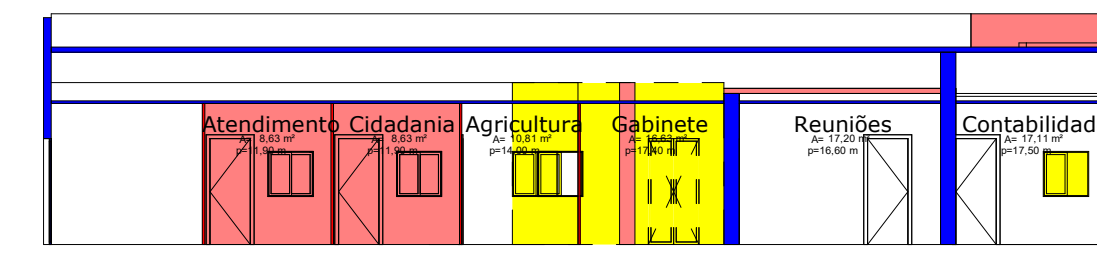 Atendimento
A= 8,63 m²
p=11,90 m
Cidadania
A= 8,63 m²
p=11,90 m
Agricultura
A= 10,81 m²
p=14,00 m
Gabinete
A= 16,63 m²
p=17,40 m
Reuniões
A= 17,20 m²
p=16,60 m
Contabilidad
A= 17,11 m²
p=17,50 m